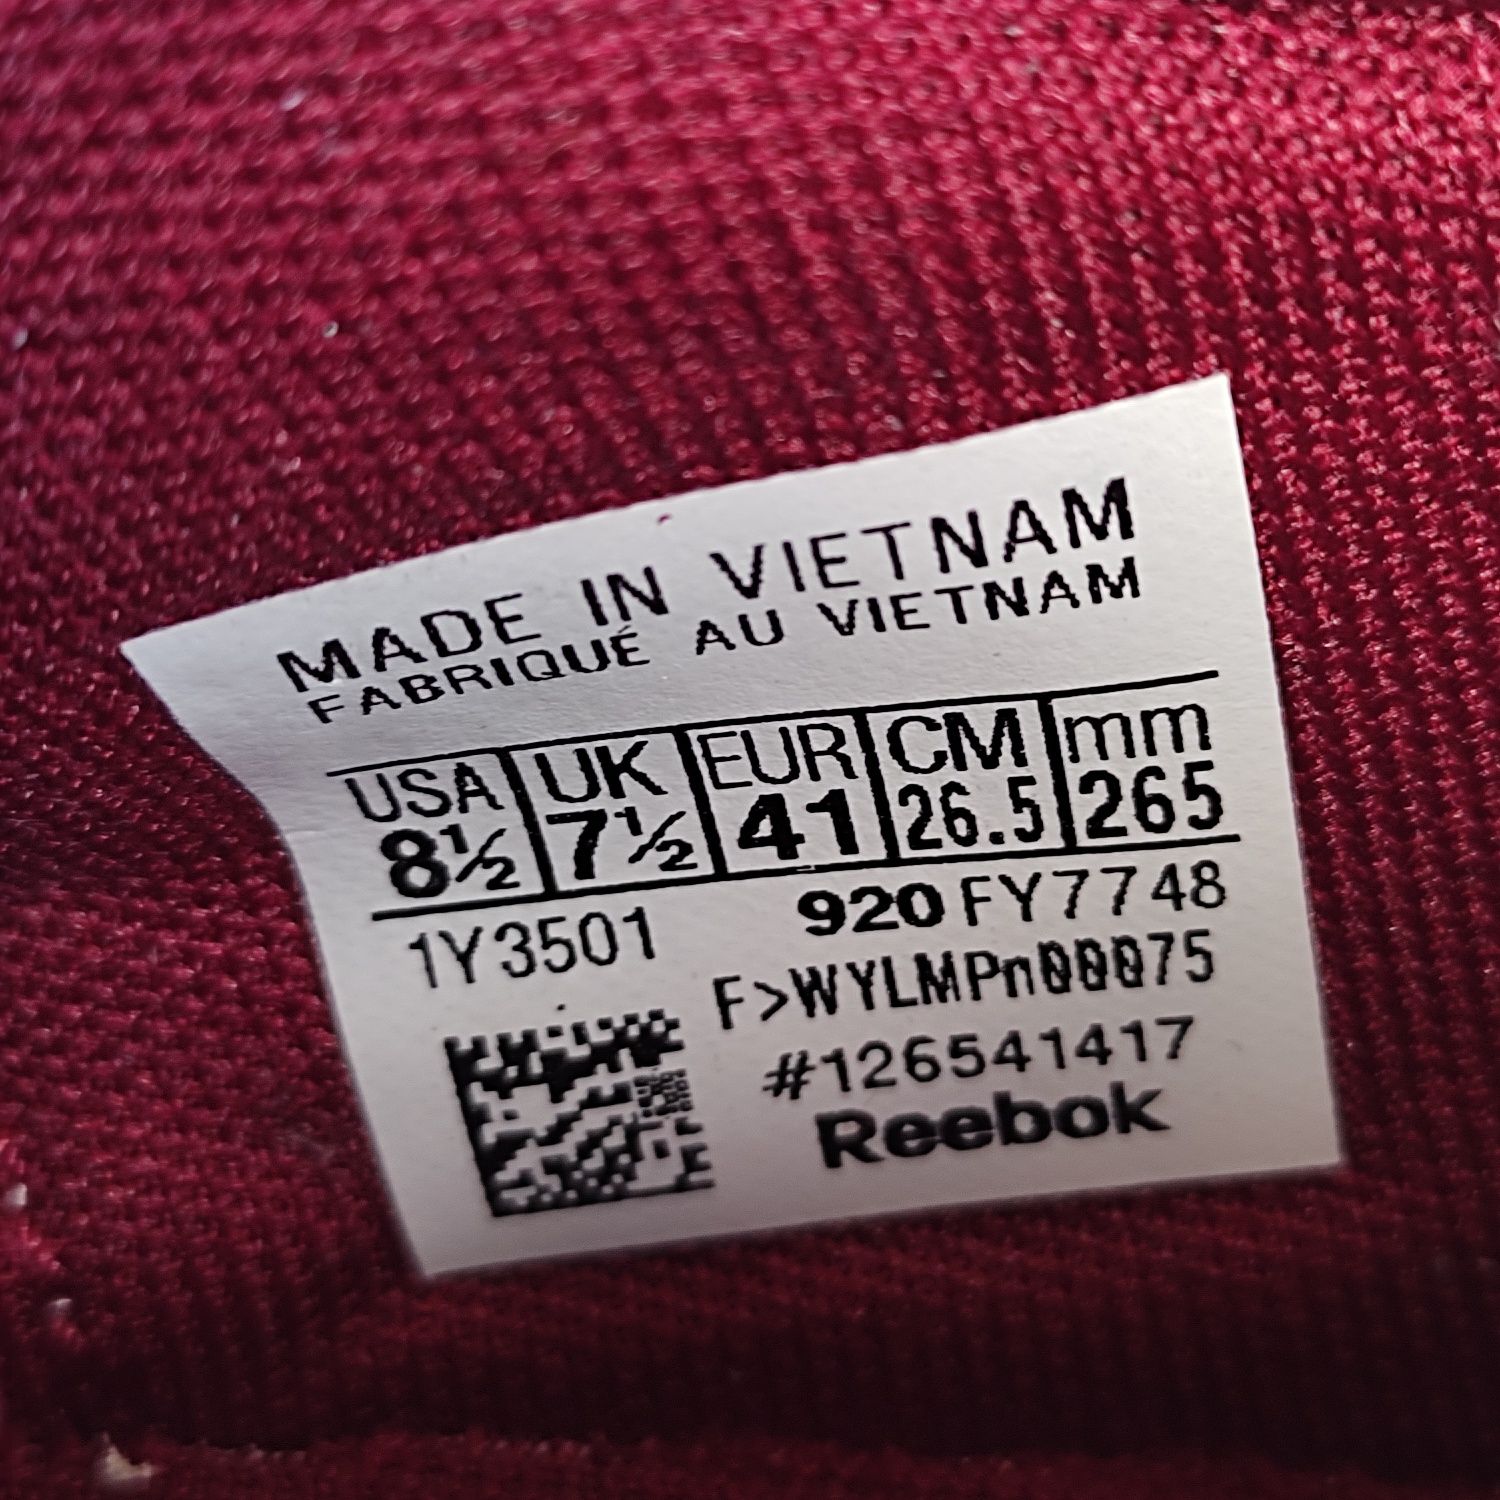 MADE IN VIETNAM
FABRIQUÉ AU VIETNAM
USA UK EUR CM mm
8½ 7½ 41 26.5 265
1Y3501 920 FY7748
F>WYLMPn000075
#126541417
Reebok